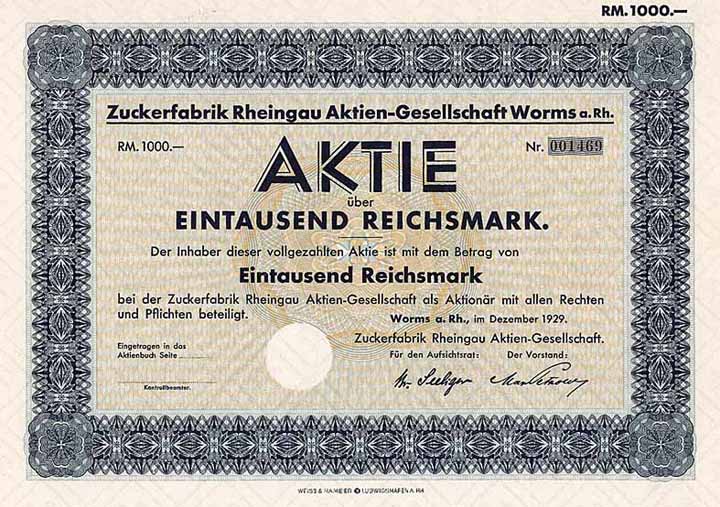 RM.1000.—
Zuckerfabrik Rheingau Aktien-Gesellschaft Worms a.Rh.
RM. 1000.—
Nr. 001469
AKTIE
über
EINTAUSEND REICHSMARK.
Der Inhaber dieser vollgezahlten Aktie ist mit dem Betrag von
Eintausend Reichsmark
bei der Zuckerfabrik Rheingau Aktien-Gesellschaft als Aktionär mit allen Rechten
und Pflichten beteiligt.
Worms a. Rh., im Dezember 1929.
Zuckerfabrik Rheingau Aktien-Gesellschaft.
Eingetragen in das
Aktienbuch Seite
Für den Aufsichtsrat: Der Vorstand:
Kontrollbeamter.
WEISS & HAMEIER LUDWIGSHAFEN A. RH